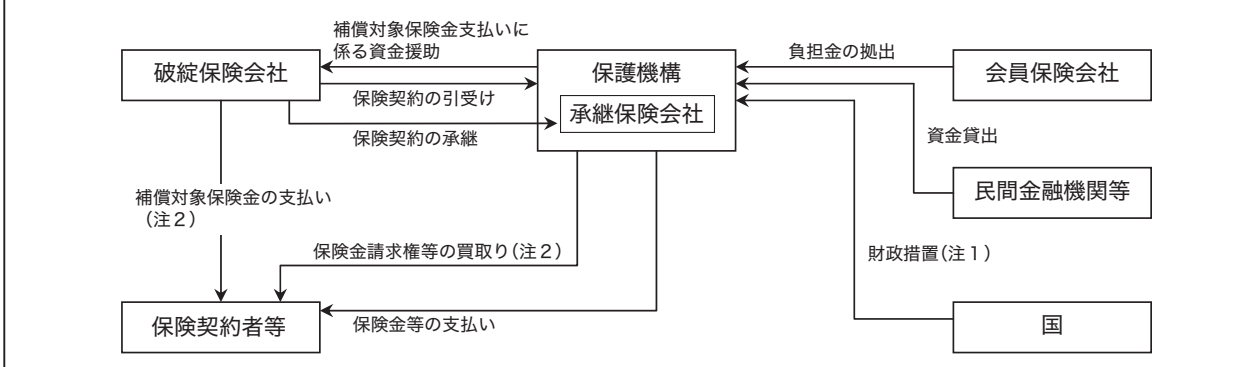 補償対象保険金支払いに
係る資金援助
破綻保険会社
保護機構
負担金の拠出
会員保険会社
保険契約の引受け
承継保険会社
保険契約の承継
資金貸出
民間金融機関等
補償対象保険金の支払い
（注２）
保険金請求権等の買取り（注２）
財政措置（注１）
保険契約者等
保険金等の支払い
国